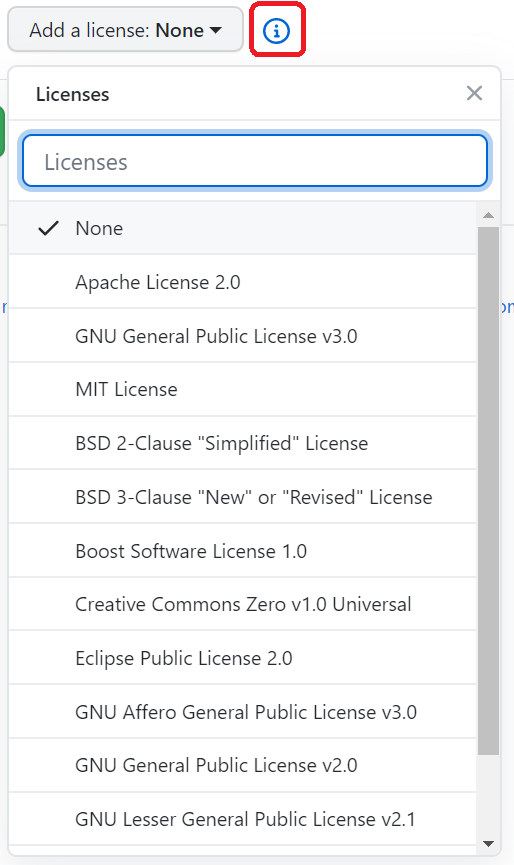 Add a license: None
Licenses
Licenses
None
Apache License 2.0
GNU General Public License v3.0
MIT License
BSD 2-Clause "Simplified" License
BSD 3-Clause "New" or "Revised" License
Boost Software License 1.0
Creative Commons Zero v1.0 Universal
Eclipse Public License 2.0
GNU Affero General Public License v3.0
GNU General Public License v2.0
GNU Lesser General Public License v2.1